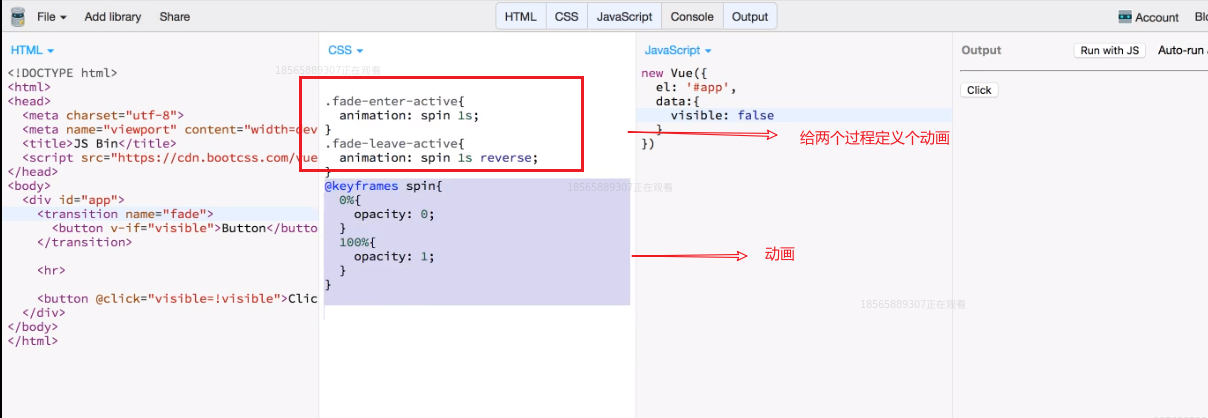 File Add library Share HTML CSS JavaScript Console Output Account
HTML
<!DOCTYPE html>
<html>
<head>
<meta charset="utf-8">
<meta name="viewport" content="width=dev
<title>JS Bin</title>
<script src="https://cdn.bootcss.com/vue
</head>
<body>
<div id="app">
<transition name="fade">
<button v-if="visible">Button</butto
</transition>
<hr>
<button @click="visible=!visible">Clic
</div>
</body>
</html>
CSS
18565889307正在观看
.fade-enter-active{
animation: spin 1s;
}
.fade-leave-active{
animation: spin 1s reverse;
}
@keyframes spin{
0%{
opacity: 0;
}
100%{
opacity: 1;
}
}
18565889307正在观看
JavaScript
new Vue({
el: '#app',
data:{
visible: false
}
})
给两个过程定义个动画
动画
18565889307正在观看
Output Run with JS Auto-run
Click